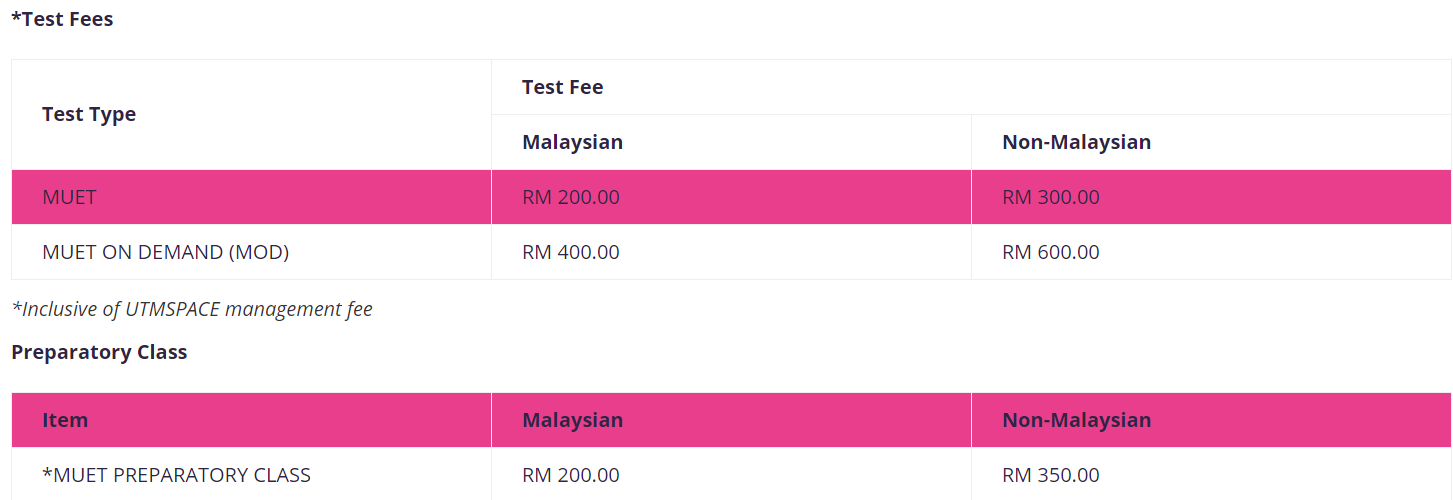 *Test Fees
Test Type
Test Fee
Malaysian Non-Malaysian
MUET RM 200.00 RM 300.00
MUET ON DEMAND (MOD) RM 400.00 RM 600.00
*Inclusive of UTMSPACE management fee
Preparatory Class
Item Malaysian Non-Malaysian
*MUET PREPARATORY CLASS RM 200.00 RM 350.00